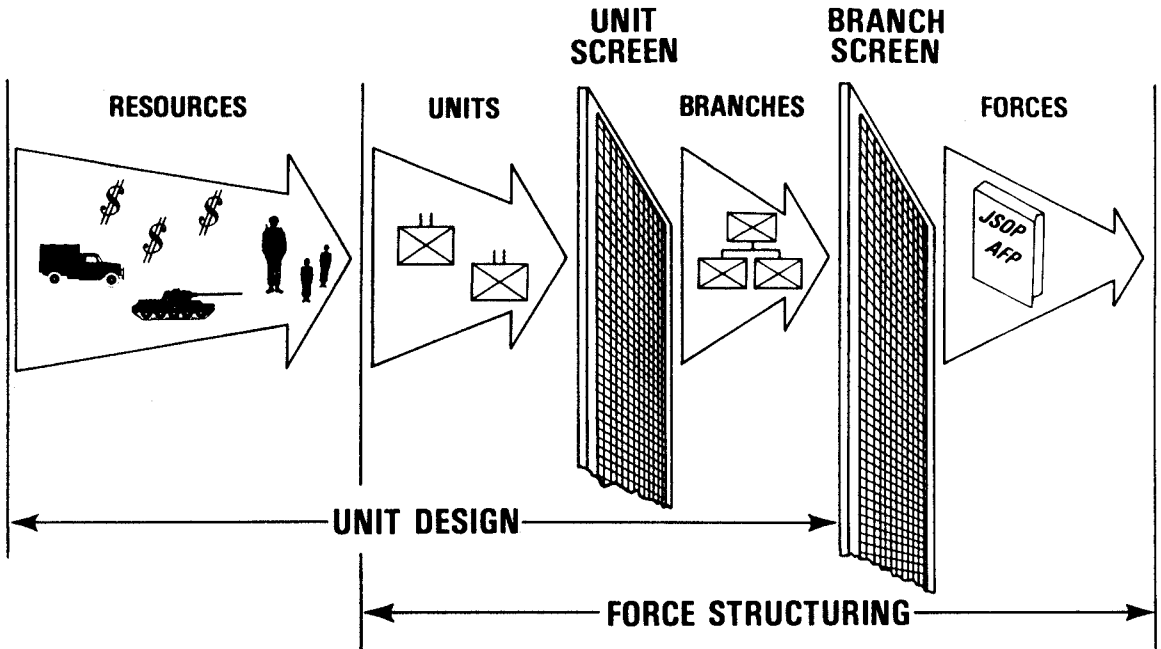 UNIT
SCREEN
BRANCH
SCREEN
RESOURCES
UNITS
BRANCHES
FORCES
$
$
$
JSOP
AFP
UNIT DESIGN
FORCE STRUCTURING